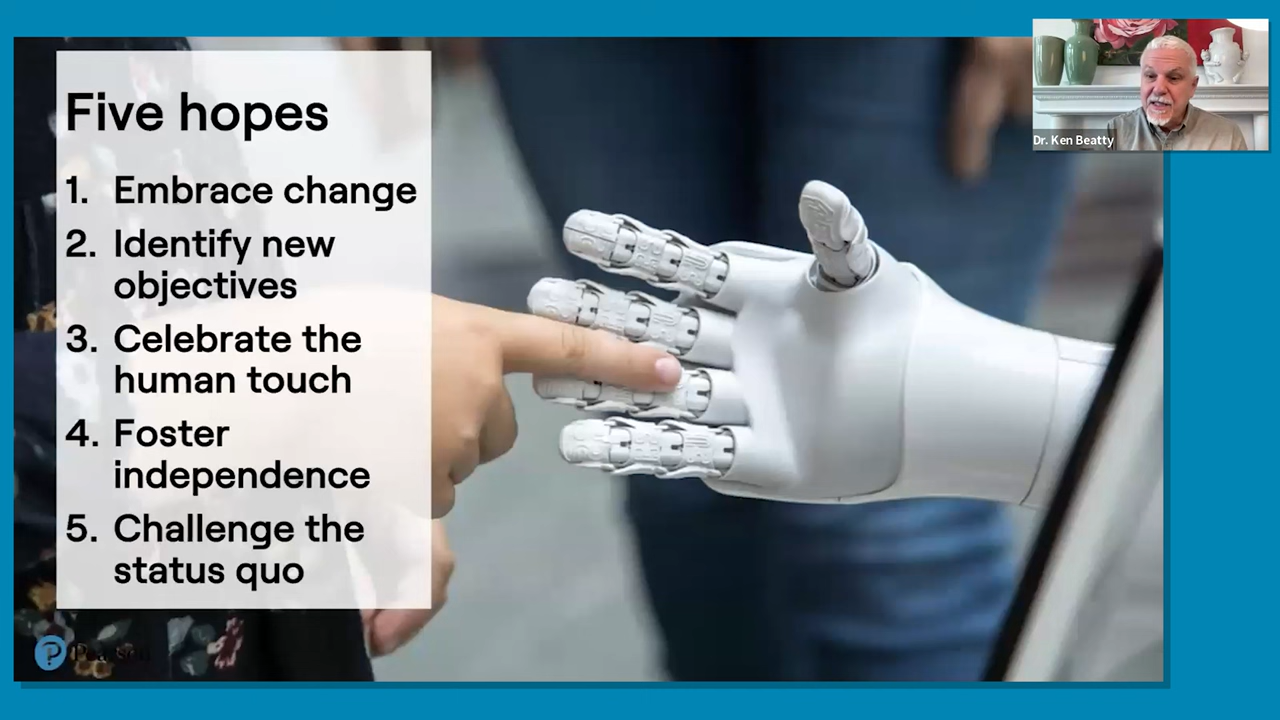 Five hopes
1. Embrace change
2. Identify new
objectives
3. Celebrate the
human touch
4. Foster
independence
5. Challenge the
status quo
Pearson
Dr. Ken Beatty